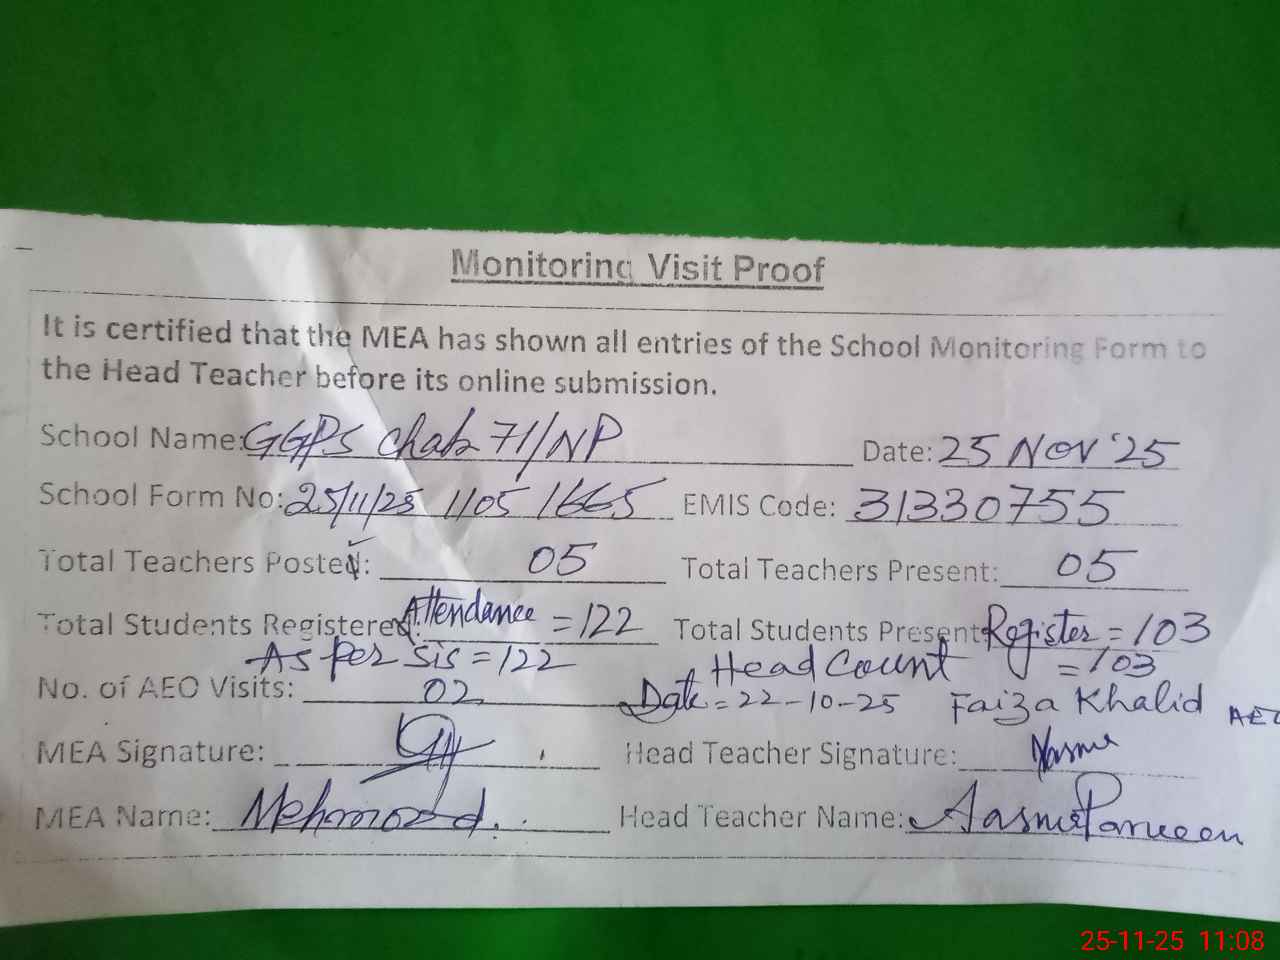 Monitoring Visit Proof
It is certified that the MEA has shown all entries of the School Monitoring Form to
the Head Teacher before its online submission.
School Name: GGPS Chak 71/NP Date: 25 Nov '25
School Form No: 25/11/25 1105 1665 EMIS Code: 31330755
Total Teachers Posted: 05 Total Teachers Present: 05
Total Students Registered: Attendance = 122 Total Students Present Register = 103
As per sis = 122 Head Count = 103
No. of AEO Visits: 02 Date = 22-10-25 Faiza Khalid AEO
MEA Signature: Head Teacher Signature: Nasme
MEA Name: Mehmood. Head Teacher Name: Aasma Parveen
25-11-25 11:08